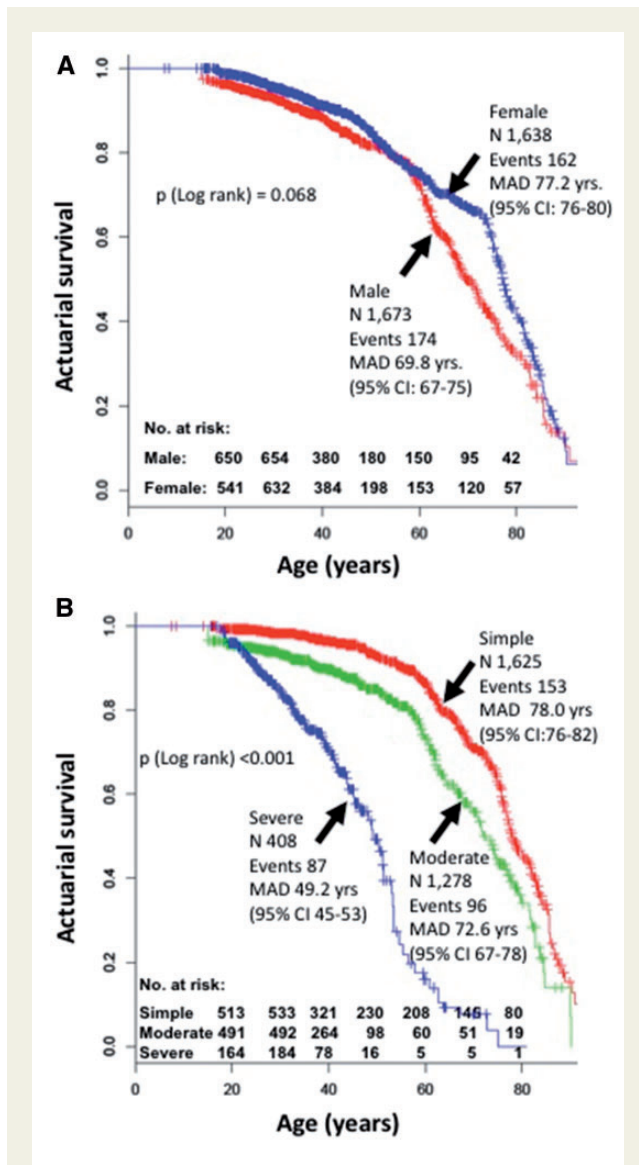 A
1.0
0.8
0.6
0.4
0.2
0.0
Actuarial survival
p (Log rank) = 0.068
Female
N 1,638
Events 162
MAD 77.2 yrs.
(95% CI: 76-80)
Male
N 1,673
Events 174
MAD 69.8 yrs.
(95% CI: 67-75)
No. at risk:
Male: 650 654 380 180 150 95 42
Female: 541 632 384 198 153 120 57
0 20 40 60 80
Age (years)
B
1.0
0.8
0.6
0.4
0.2
0.0
Actuarial survival
p (Log rank) <0.001
Simple
N 1,625
Events 153
MAD 78.0 yrs
(95% CI:76-82)
Severe
N 408
Events 87
MAD 49.2 yrs
(95% CI 45-53)
Moderate
N 1,278
Events 96
MAD 72.6 yrs
(95% CI 67-78)
No. at risk:
Simple 513 533 321 230 208 80
Moderate 491 492 264 98 60 51 19
Severe 164 184 78 16 5 5 1
0 20 40 60 80
Age (years)